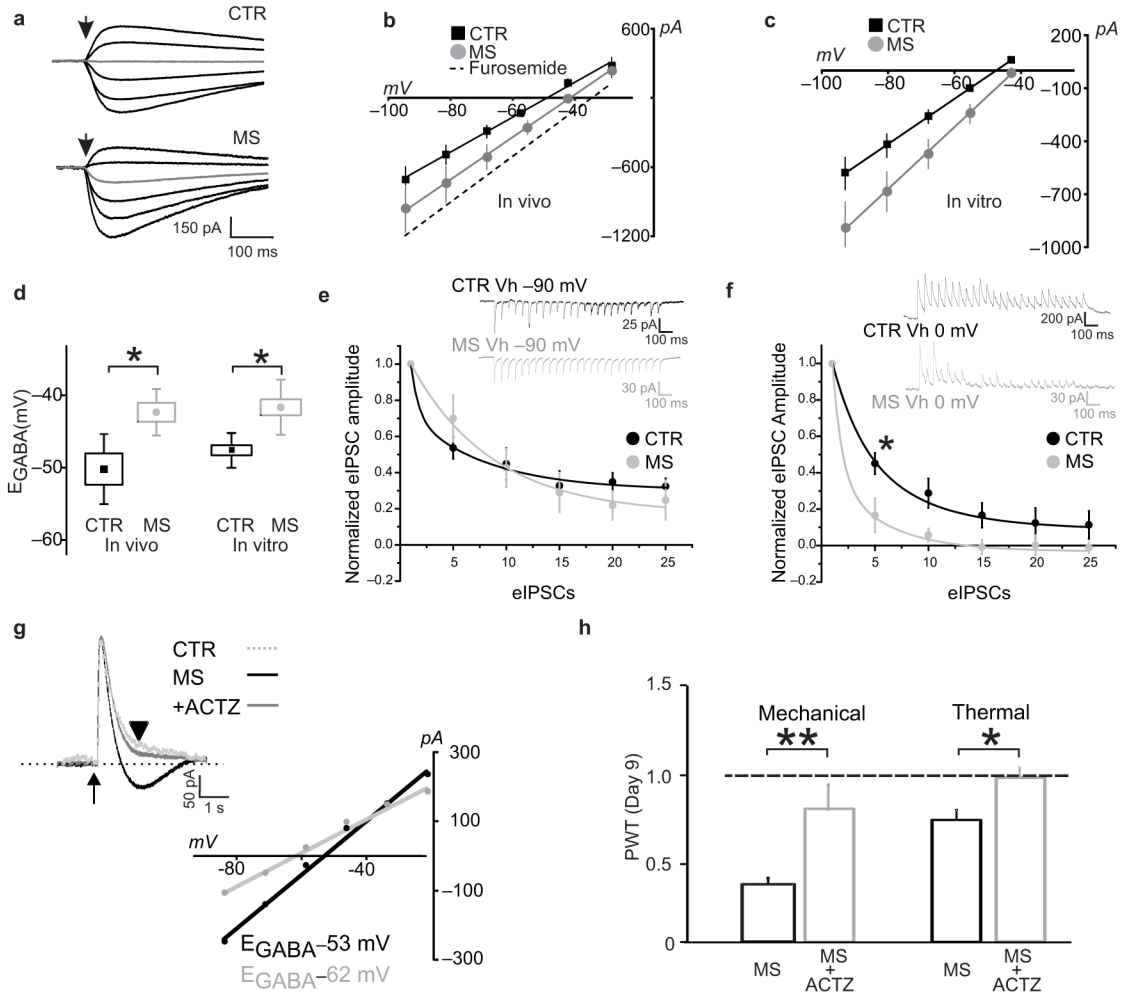 a
CTR
MS
150 pA
100 ms
b
CTR
MS
Furosemide
600
pA
mV
–100
–80
–60
–40
–600
–1200
In vivo
c
CTR
MS
200
pA
mV
–100
–80
–60
–40
–100
–400
–700
–1000
In vitro
d
EGABA(mV)
–40
–50
–60
*
*
CTR MS
In vivo
CTR MS
In vitro
e
CTR Vh –90 mV
25 pA
100 ms
MS Vh –90 mV
30 pA
100 ms
Normalized eIPSC amplitude
1.0
0.8
0.6
0.4
0.2
0.0
–0.2
CTR
MS
5 10 15 20 25
eIPSCs
f
200 pA
100 ms
CTR Vh 0 mV
30 pA
100 ms
MS Vh 0 mV
Normalized eIPSC Amplitude
1.0
0.8
0.6
0.4
0.2
0.0
–0.2
*
CTR
MS
5 10 15 20 25
eIPSCs
g
CTR
MS
+ACTZ
50 pA
1 s
pA
300
100
–100
–300
mV
-80
-40
EGABA–53 mV
EGABA–62 mV
h
PWT (Day 9)
1.5
1.0
0.5
0
Mechanical
**
Thermal
*
MS
MS
+
ACTZ
MS
MS
+
ACTZ